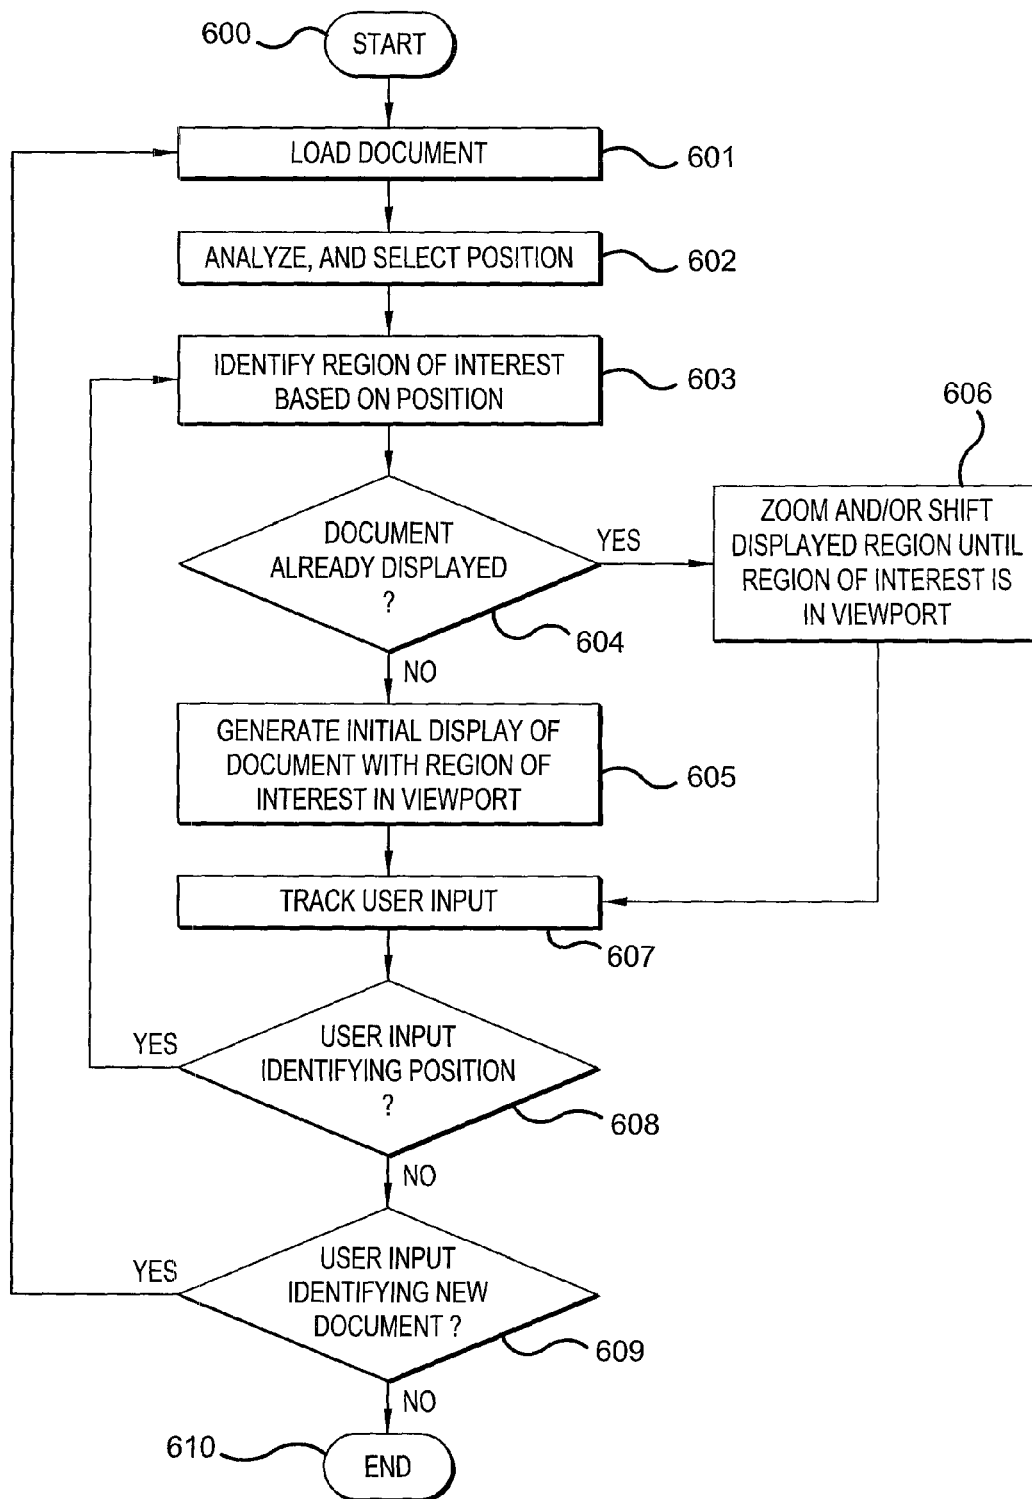 600
START
LOAD DOCUMENT
601
ANALYZE, AND SELECT POSITION
602
IDENTIFY REGION OF INTEREST
BASED ON POSITION
603
606
DOCUMENT
ALREADY DISPLAYED
?
YES
604
ZOOM AND/OR SHIFT
DISPLAYED REGION UNTIL
REGION OF INTEREST IS
IN VIEWPORT
NO
GENERATE INITIAL DISPLAY OF
DOCUMENT WITH REGION OF
INTEREST IN VIEWPORT
605
TRACK USER INPUT
607
YES
USER INPUT
IDENTIFYING POSITION
?
608
NO
YES
USER INPUT
IDENTIFYING NEW
DOCUMENT ?
609
NO
610
END